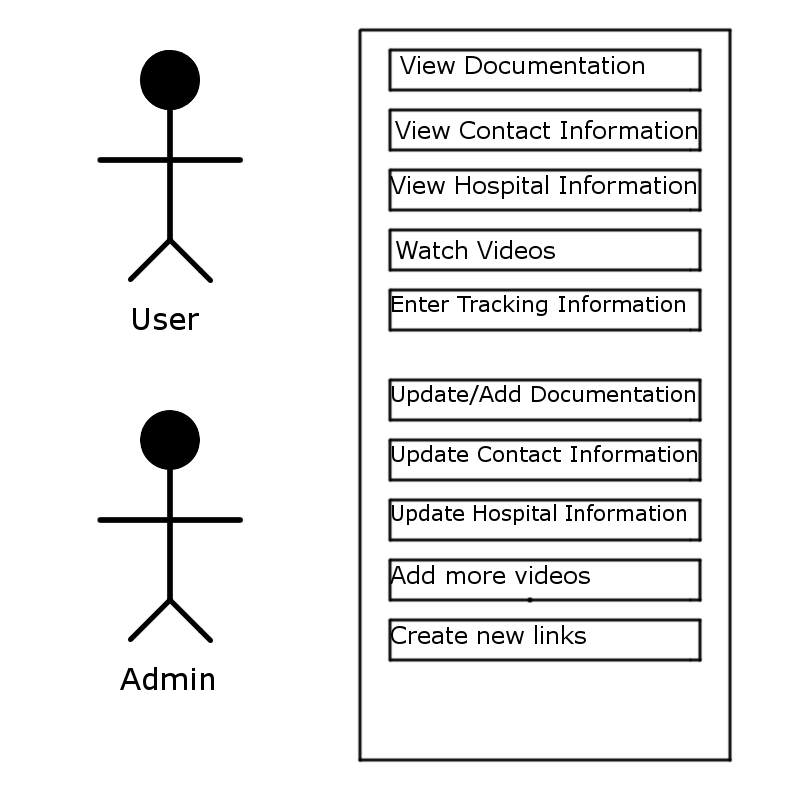 View Documentation
View Contact Information
View Hospital Information
Watch Videos
Enter Tracking Information
User
Update/Add Documentation
Update Contact Information
Update Hospital Information
Add more videos
Create new links
Admin